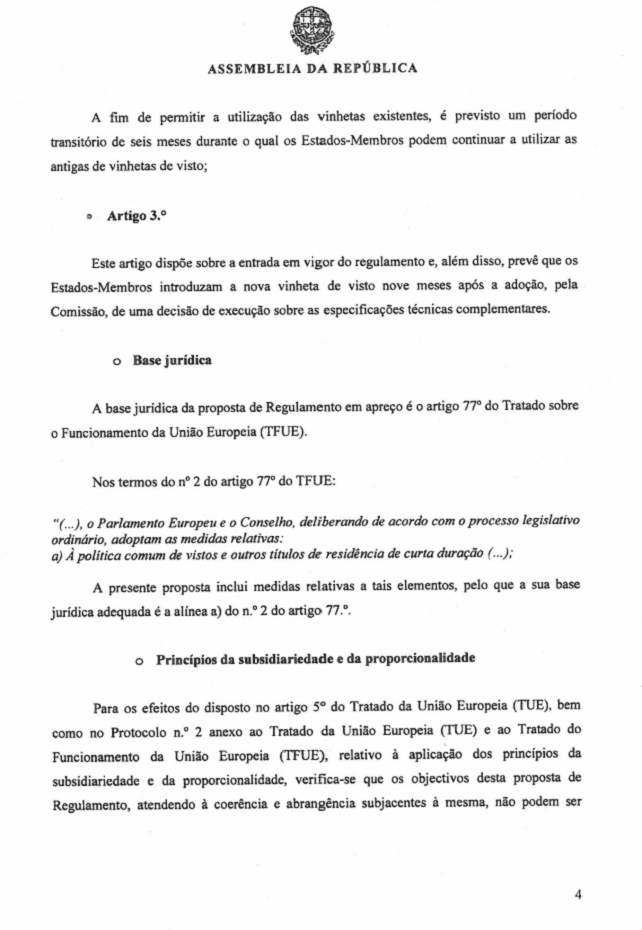 ASSEMBLEIA DA REPÚBLICA
A fim de permitir a utilização das vinhetas existentes, é previsto um período
transitório de seis meses durante o qual os Estados-Membros podem continuar a utilizar as
antigas de vinhetas de visto;
Artigo 3.º
Este artigo dispõe sobre a entrada em vigor do regulamento e, além disso, prevê que os
Estados-Membros introduzam a nova vinheta de visto nove meses após a adoção, pela
Comissão, de uma decisão de execução sobre as especificações técnicas complementares.
o Base jurídica
A base jurídica da proposta de Regulamento em apreço é o artigo 77º do Tratado sobre
o Funcionamento da União Europeia (TFUE).
Nos termos do nº 2 do artigo 77º do TFUE:
"(...), o Parlamento Europeu e o Conselho, deliberando de acordo com o processo legislativo
ordinário, adoptam as medidas relativas:
a) À política comum de vistos e outros títulos de residência de curta duração (...);
A presente proposta inclui medidas relativas a tais elementos, pelo que a sua base
jurídica adequada é a alínea a) do n.º 2 do artigo 77.º.
o Princípios da subsidiariedade e da proporcionalidade
Para os efeitos do disposto no artigo 5º do Tratado da União Europeia (TUE), bem
como no Protocolo n.º 2 anexo ao Tratado da União Europeia (TUE) e ao Tratado do
Funcionamento da União Europeia (TFUE), relativo à aplicação dos princípios da
subsidiariedade e da proporcionalidade, verifica-se que os objectivos desta proposta de
Regulamento, atendendo à coerência e abrangência subjacentes à mesma, não podem ser
4